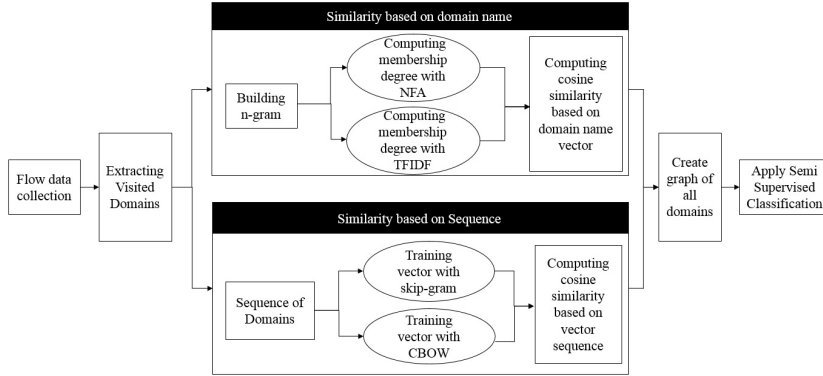 Flow data
collection
Extracting
Visited
Domains
Similarity based on domain name
Building
n-gram
Computing
membership
degree with
NFA
Computing
membership
degree with
TFIDF
Computing
cosine
similarity
based on
domain name
vector
Similarity based on Sequence
Sequence of
Domains
Training
vector with
skip-gram
Training
vector with
CBOW
Computing
cosine
similarity
based on
vector
sequence
Create
graph of
all
domains
Apply Semi
Supervised
Classification